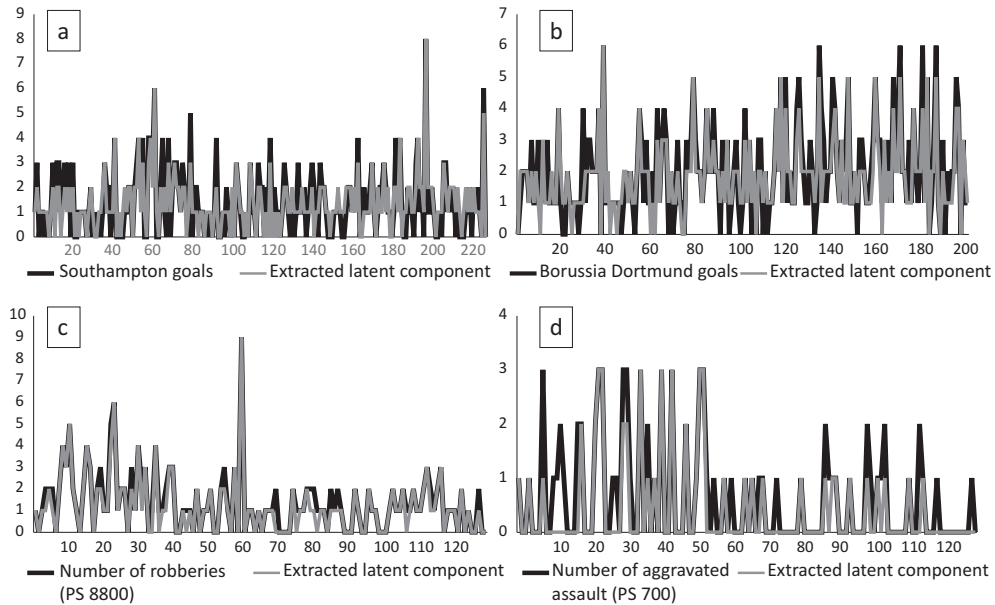 9
8
7
6
5
4
3
2
1
0
a
20 40 60 80 100 120 140 160 180 200 220
Southampton goals Extracted latent component
7
6
5
4
3
2
1
0
b
20 40 60 80 100 120 140 160 180 200
Borussia Dortmund goals Extracted latent component
10
9
8
7
6
5
4
3
2
1
0
c
10 20 30 40 50 60 70 80 90 100 110 120
Number of robberies Extracted latent component
(PS 8800)
4
3
2
1
0
d
10 20 30 40 50 60 70 80 90 100 110 120
Number of aggravated Extracted latent component
assault (PS 700)